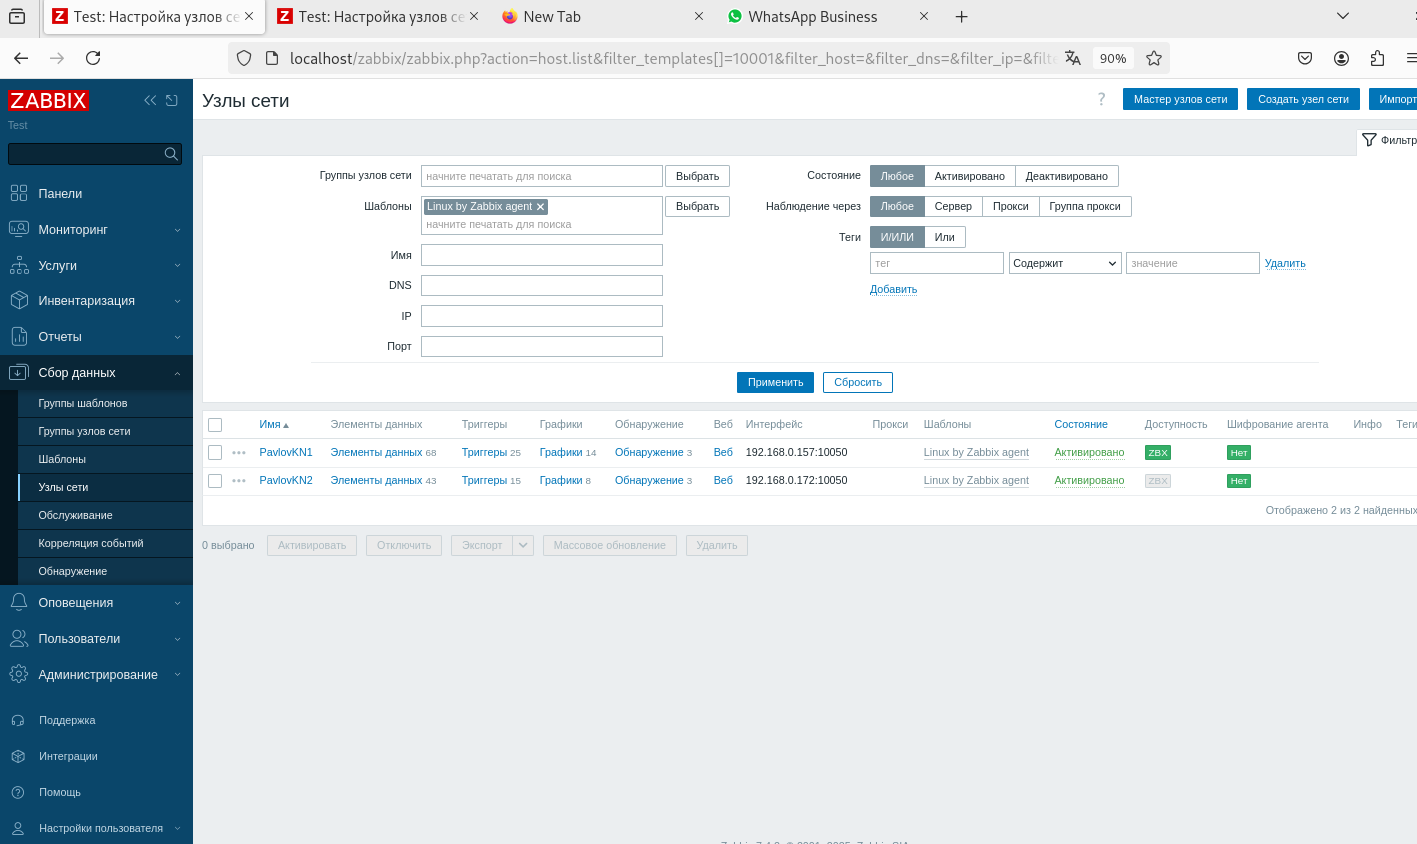 Test: Настройка узлов се
Test: Настройка узлов се
New Tab
WhatsApp Business
localhost/zabbix/zabbix.php?action=host.list&filter_templates[]=10001&filter_host=&filter_dns=&filter_ip=&filte
90%
ZABBIX
Узлы сети
?
Мастер узлов сети
Создать узел сети
Импорт
Test
Фильтр
Группы узлов сети
начните печатать для поиска
Выбрать
Состояние
Любое
Активировано
Деактивировано
Шаблоны
Linux by Zabbix agent
начните печатать для поиска
Выбрать
Наблюдение через
Любое
Сервер
Прокси
Группа прокси
Имя
Теги
И/ИЛИ
Или
тег
Содержит
значение
Удалить
DNS
Добавить
IP
Порт
Применить
Сбросить
Панели
Мониторинг
Услуги
Инвентаризация
Отчеты
Сбор данных
Группы шаблонов
Группы узлов сети
Шаблоны
Узлы сети
Обслуживание
Корреляция событий
Обнаружение
Оповещения
Пользователи
Администрирование
Поддержка
Интеграции
Помощь
Настройки пользователя
Имя Элементы данных Триггеры Графики Обнаружение Веб Интерфейс Прокси Шаблоны Состояние Доступность Шифрование агента Инфо Теги
PavlovKN1 Элементы данных 68 Триггеры 25 Графики 14 Обнаружение 3 Веб 192.168.0.157:10050 Linux by Zabbix agent Активировано ZBX Нет
PavlovKN2 Элементы данных 43 Триггеры 15 Графики 8 Обнаружение 3 Веб 192.168.0.172:10050 Linux by Zabbix agent Активировано ZBX Нет
Отображено 2 из 2 найденных
0 выбрано
Активировать
Отключить
Экспорт
Массовое обновление
Удалить